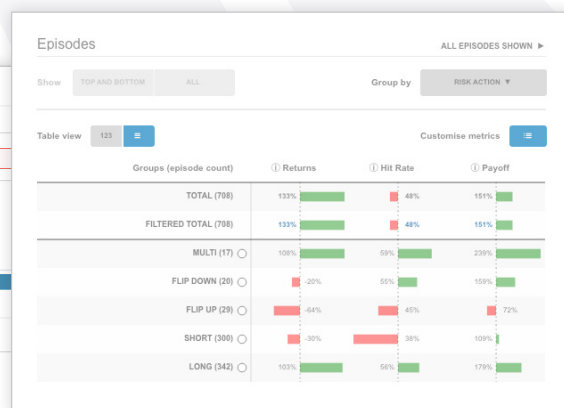 Episodes
ALL EPISODES SHOWN ▶
Show TOP AND BOTTOM ALL Group by RISK ACTION ▼
Table view 123 Customise metrics
Groups (episode count) ⓘ Returns ⓘ Hit Rate ⓘ Payoff
TOTAL (708) 133% 48% 151%
FILTERED TOTAL (708) 133% 48% 151%
MULTI (17) 108% 59% 239%
FLIP DOWN (20) -20% 55% 159%
FLIP UP (29) -64% 45% 72%
SHORT (300) -30% 38% 109%
LONG (342) 103% 56% 179%